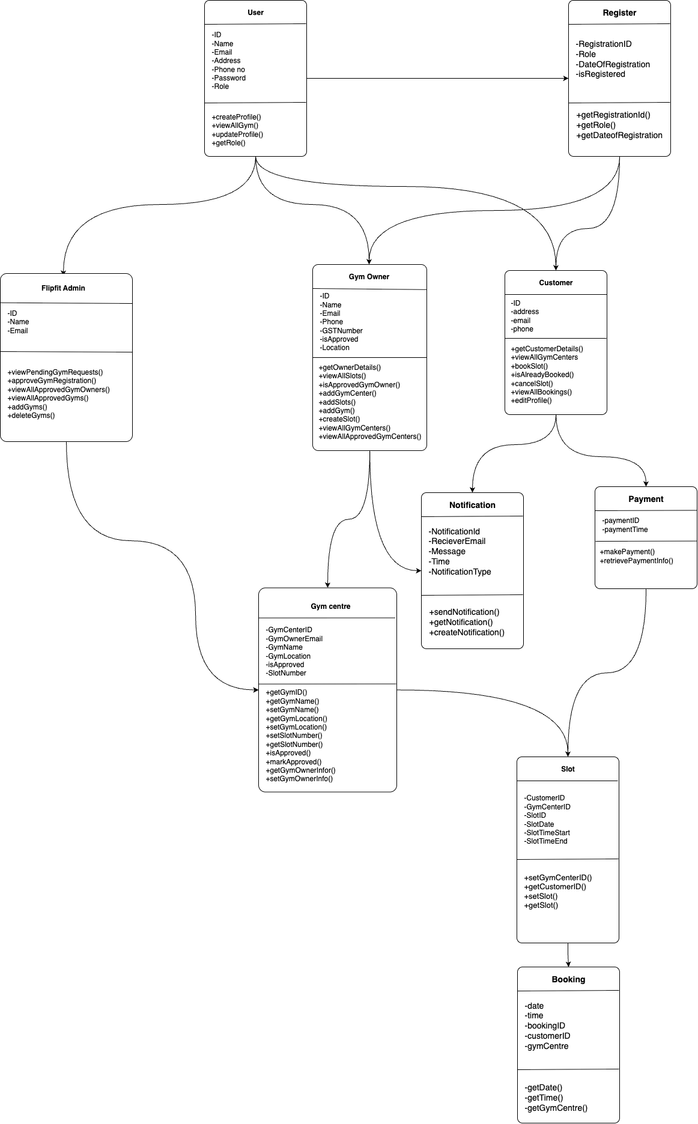 User
-ID
-Name
-Email
-Address
-Phone no
-Password
-Role
+createProfile()
+viewAllGym()
+updateProfile()
+getRole()
Register
-RegistrationID
-Role
-DateOfRegistration
-isRegistered
+getRegistrationId()
+getRole()
+getDateofRegistration
Flipfit Admin
-ID
-Name
-Email
+viewPendingGymRequests()
+approveGymRegistration()
+viewAllApprovedGymOwners()
+viewAllApprovedGyms()
+addGyms()
+deleteGyms()
Gym Owner
-ID
-Name
-Email
-Phone
-GSTNumber
-isApproved
-Location
+getOwnerDetails()
+viewAllSlots()
+isApprovedGymOwner()
+addGymCenter()
+addSlots()
+addGym()
+createSlot()
+viewAllGymCenters()
+viewAllApprovedGymCenters()
Customer
-ID
-address
-email
-phone
+getCustomerDetails()
+viewAllGymCenters
+bookSlot()
+isAlreadyBooked()
+cancelSlot()
+viewAllBookings()
+editProfile()
Notification
-NotificationId
-RecieverEmail
-Message
-Time
-NotificationType
+sendNotification()
+getNotification()
+createNotification()
Payment
-paymentID
-paymentTime
+makePayment()
+retrievePaymentInfo()
Gym centre
-GymCenterID
-GymOwnerEmail
-GymName
-GymLocation
-isApproved
-SlotNumber
+getGymID()
+getGymName()
+setGymName()
+getGymLocation()
+setGymLocation()
+setSlotNumber()
+getSlotNumber()
+isApproved()
+markApproved()
+getGymOwnerInfor()
+setGymOwnerInfo()
Slot
-CustomerID
-GymCenterID
-SlotID
-SlotDate
-SlotTimeStart
-SlotTimeEnd
+setGymCenterID()
+getCustomerID()
+setSlot()
+getSlot()
Booking
-date
-time
-bookingID
-customerID
-gymCentre
-getDate()
-getTime()
-getGymCentre()